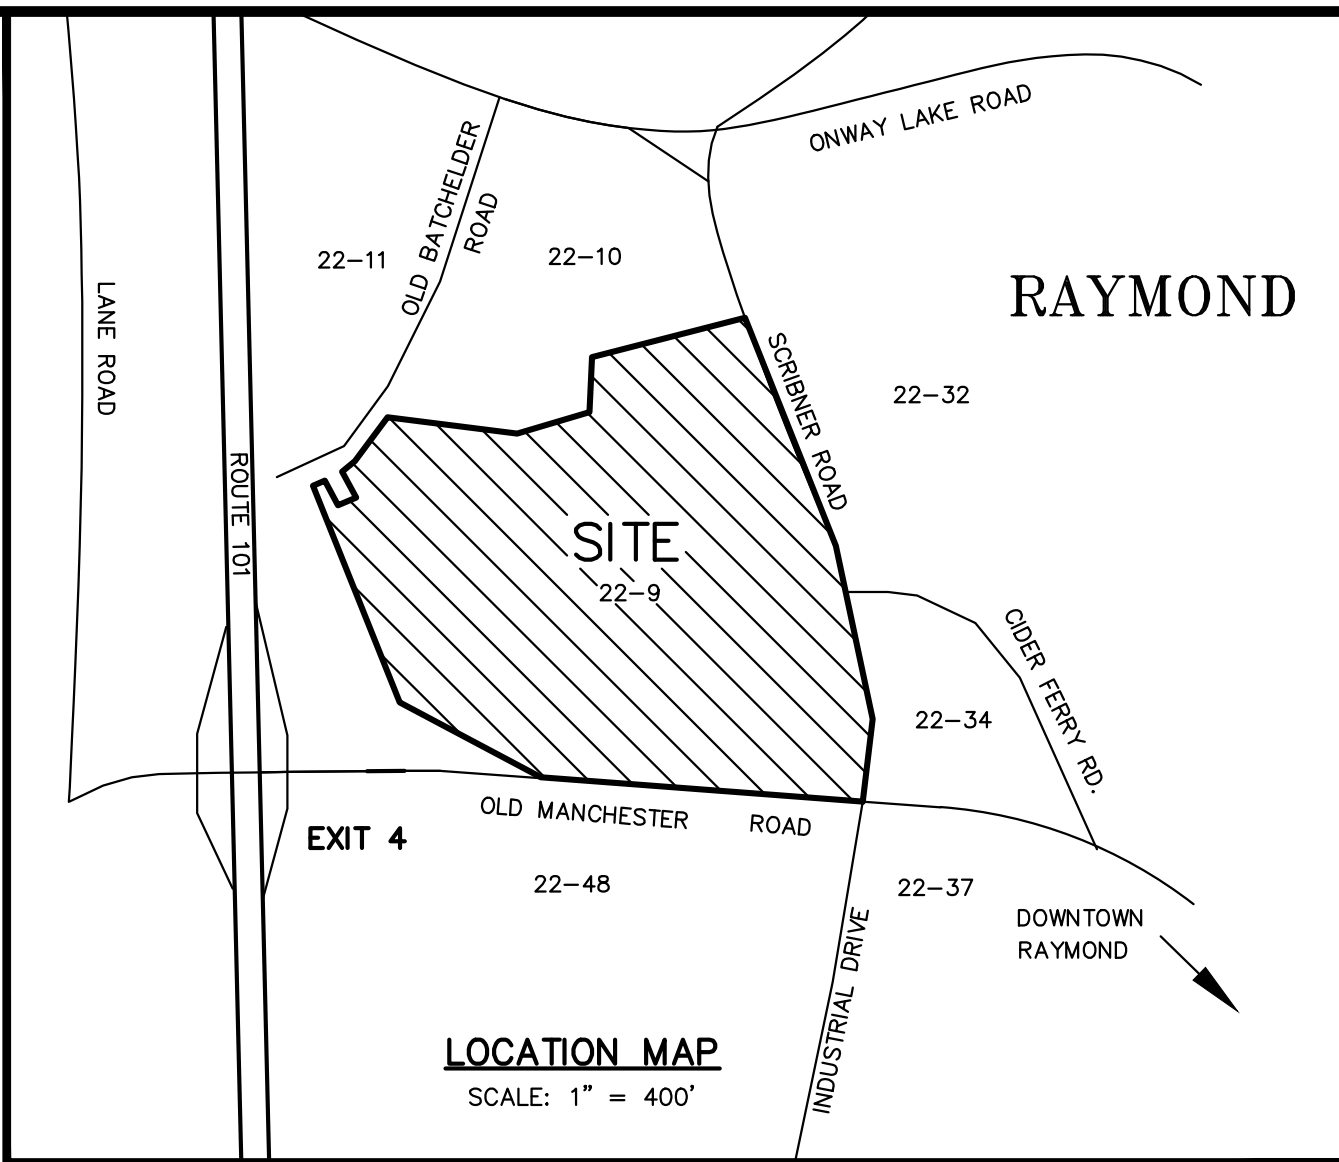 ONWAY LAKE ROAD
OLD BATCHELDER
ROAD
22-11
22-10
RAYMOND
LANE ROAD
SCRIBNER ROAD
22-32
ROUTE 101
SITE
22-9
CIDER FERRY RD.
22-34
OLD MANCHESTER ROAD
EXIT 4
22-48
22-37
DOWNTOWN
RAYMOND
INDUSTRIAL DRIVE
LOCATION MAP
SCALE: 1" = 400'